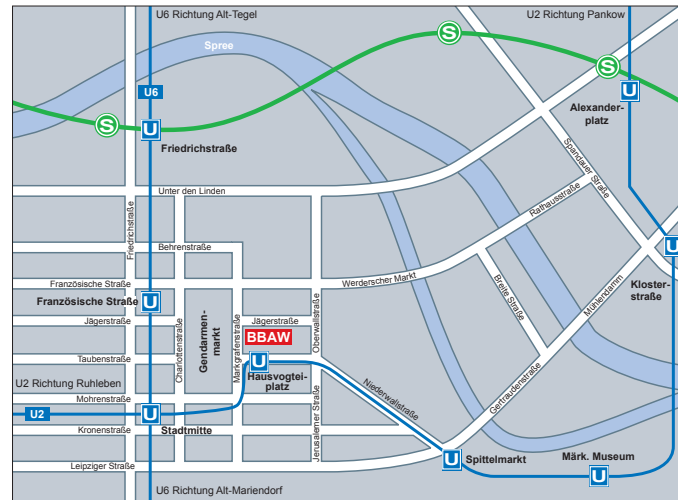 U6 Richtung Alt-Tegel
U2 Richtung Pankow
S
Spree
S
U6
U
Alexander-
platz
S
U
Friedrichstraße
Spandauer Straße
Unter den Linden
Rathausstraße
Friedrichstraße
Behrenstraße
U
Werderscher Markt
Französische Straße
Breite Straße
Mühlendamm
Kloster-
straße
Französische Straße
U
Jägerstraße
Charlottenstraße
Gendarmen-
markt
Markgrafenstraße
Jägerstraße
Oberwallstraße
BBAW
Taubenstraße
U
Hausvogtei-
platz
Niederwallstraße
Gertraudenstraße
U2 Richtung Ruhleben
Mohrenstraße
U2
U
Stadtmitte
Jerusalemer Straße
Kronenstraße
Leipziger Straße
U
Spittelmarkt
Märk. Museum
U
U6 Richtung Alt-Mariendorf